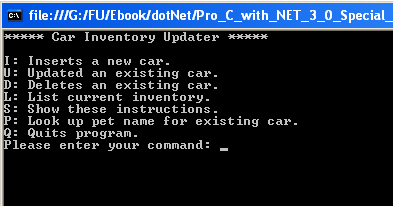 file:///G:/FU/Ebook/dotNet/Pro_C_with_NET_3_0_Special_
***** Car Inventory Updater *****
I: Inserts a new car.
U: Updated an existing car.
D: Deletes an existing car.
L: List current inventory.
S: Show these instructions.
P: Look up pet name for existing car.
Q: Quits program.
Please enter your command: _